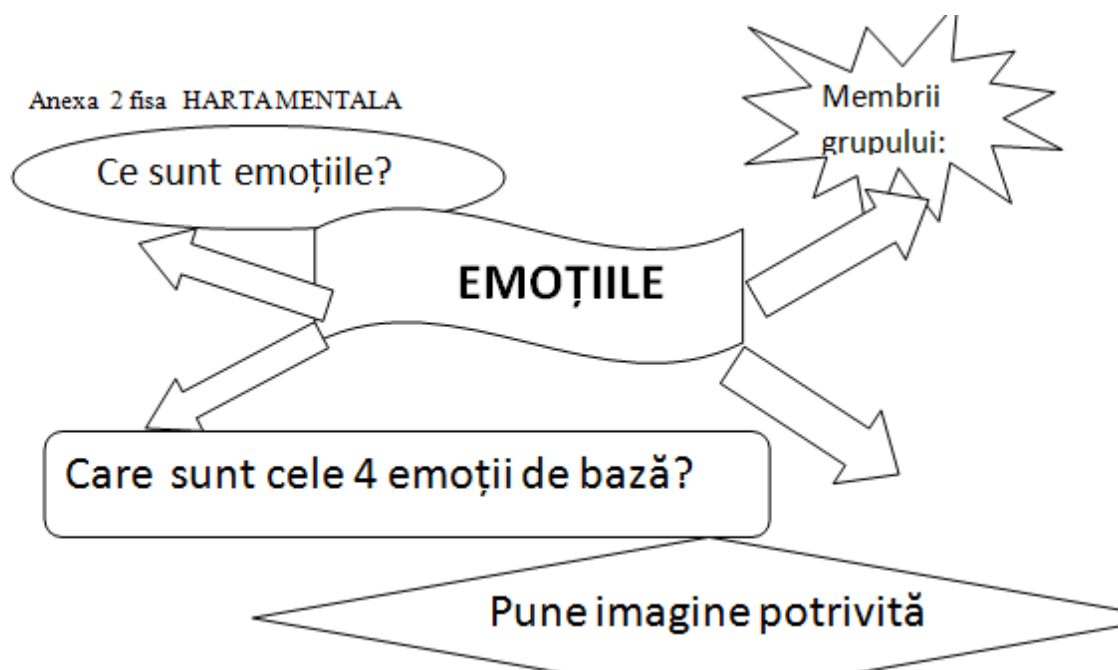 Anexa 2 fisa HARTA MENTALA
Membrii
grupului:
Ce sunt emoțiile?
EMOȚIILE
Care sunt cele 4 emoții de bază?
Pune imagine potrivită